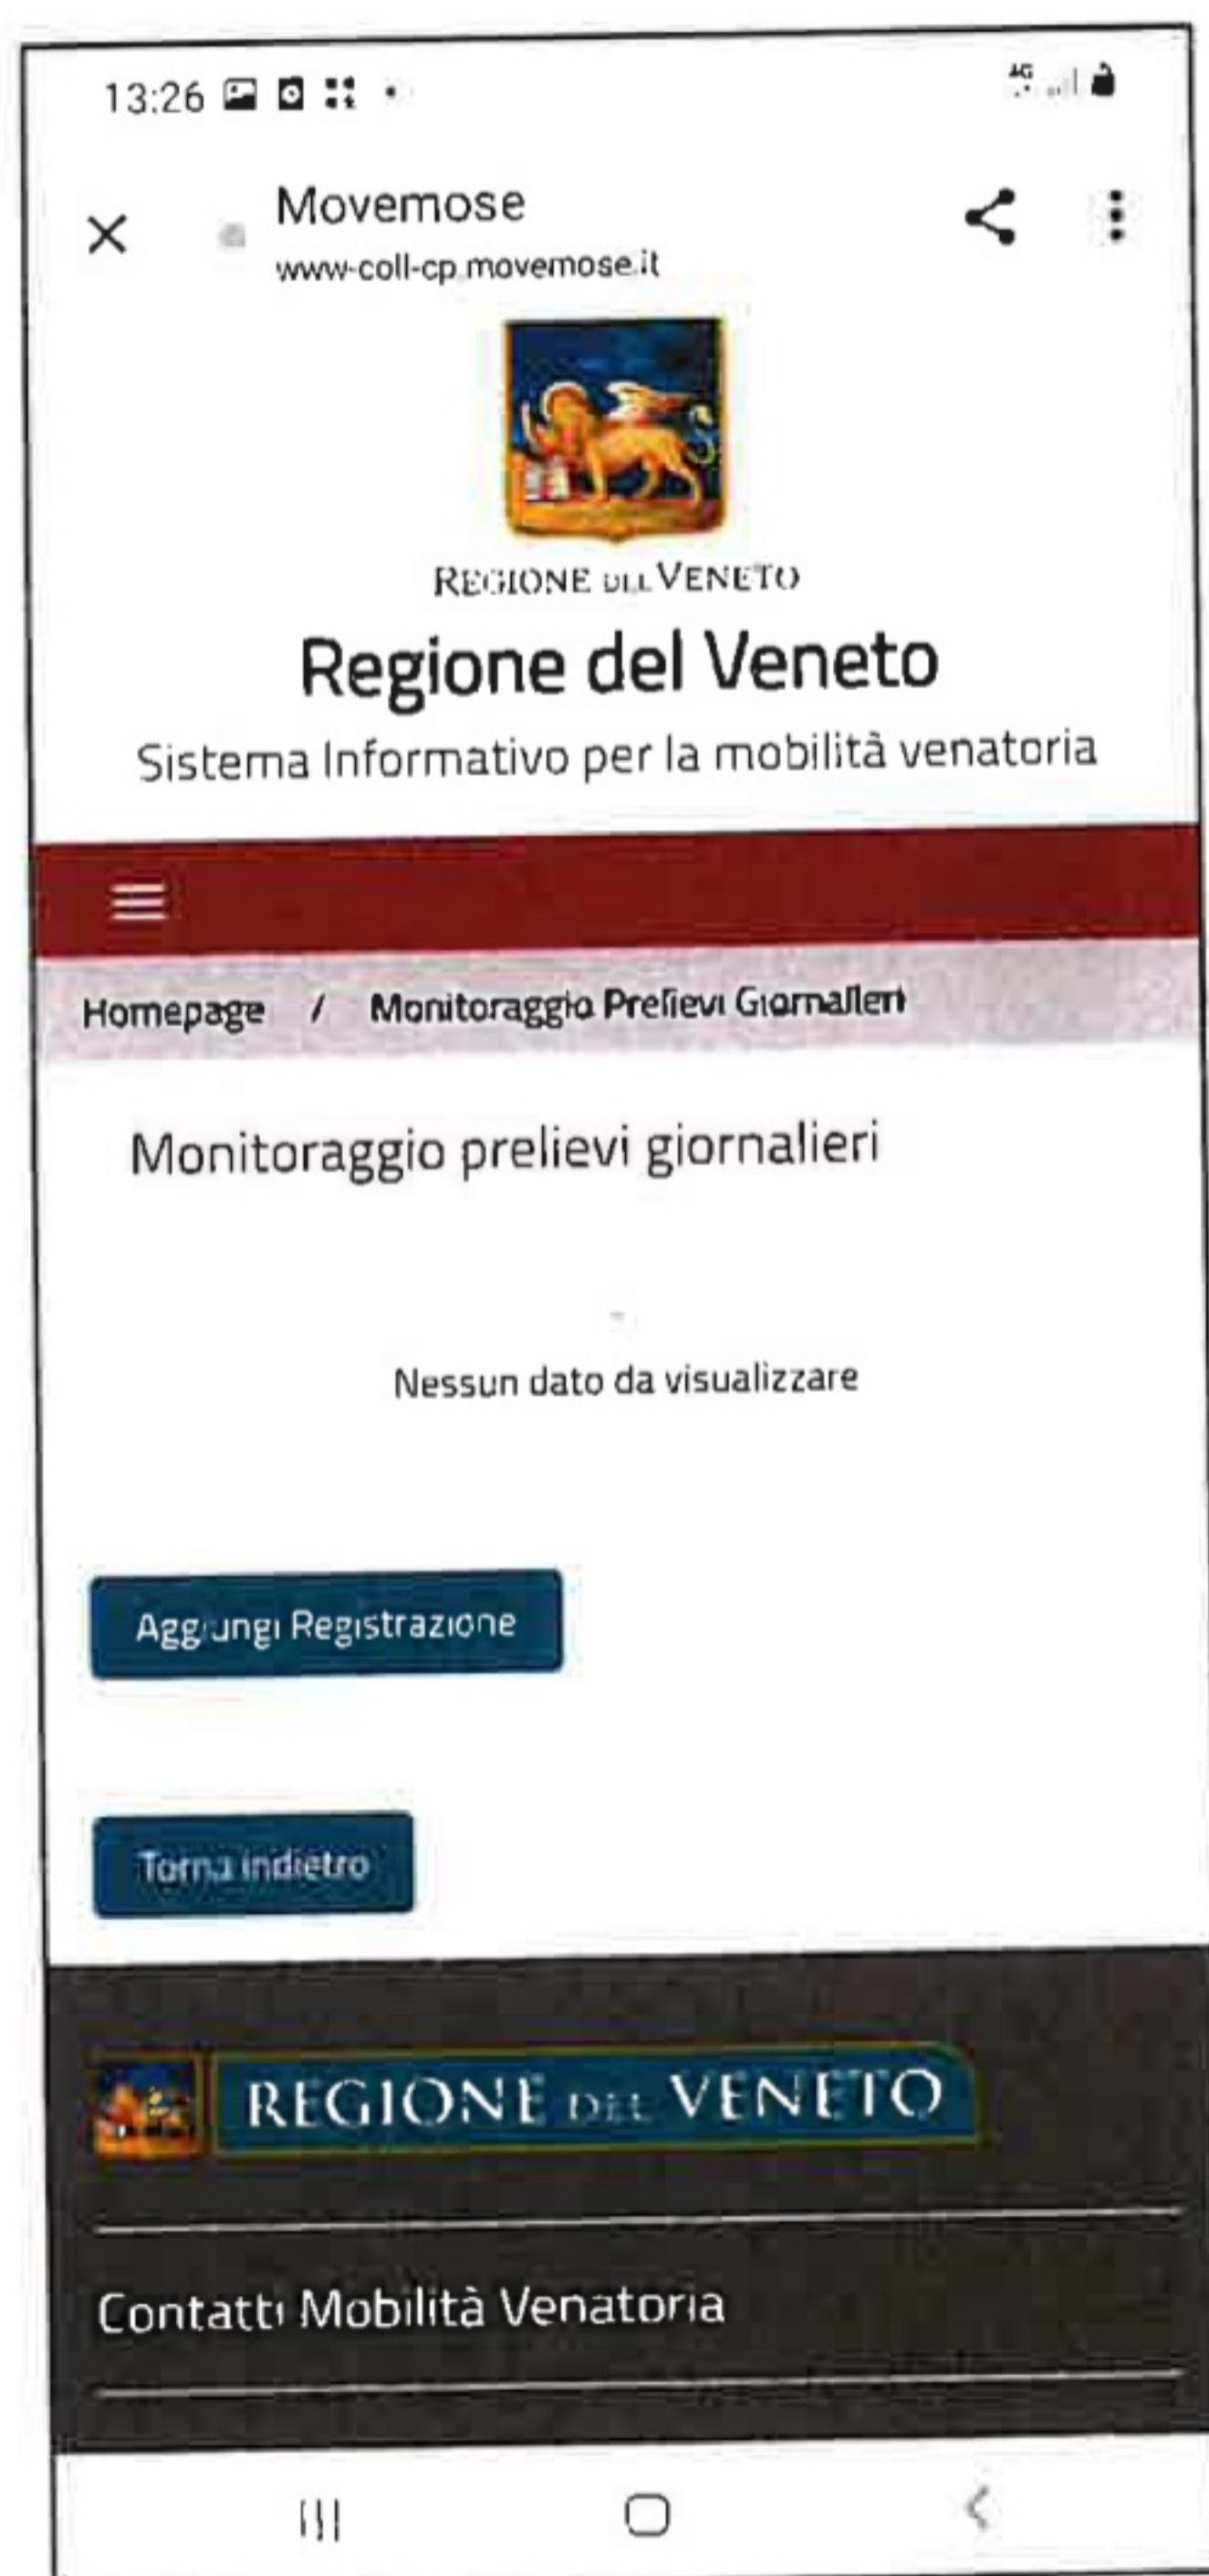 13:26
4G
Movemose
www-coll-cp.movemose.it
REGIONE DEL VENETO
Regione del Veneto
Sistema Informativo per la mobilità venatoria
Homepage / Monitoraggio Prelievi Giornalieri
Monitoraggio prelievi giornalieri
Nessun dato da visualizzare
Aggiungi Registrazione
Torna indietro
REGIONE DEL VENETO
Contatti Mobilità Venatoria